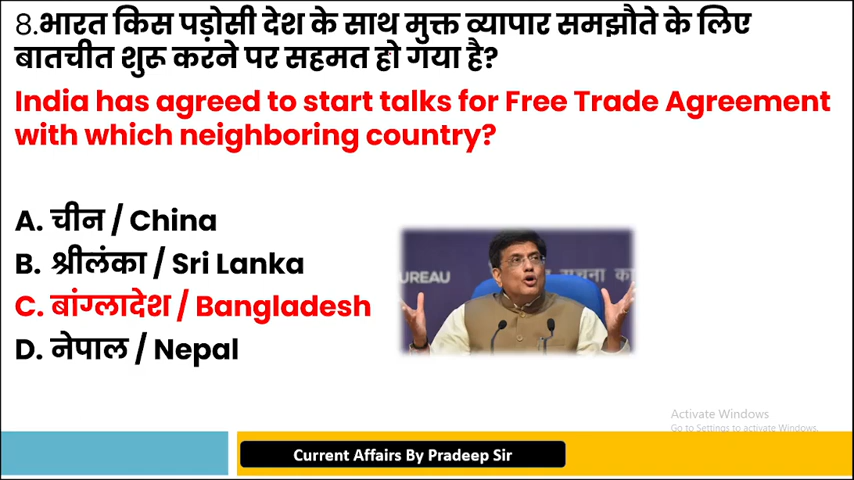 8.भारत किस पड़ोसी देश के साथ मुक्त व्यापार समझौते के लिए
बातचीत शुरू करने पर सहमत हो गया है?
India has agreed to start talks for Free Trade Agreement
with which neighboring country?
A. चीन / China
B. श्रीलंका / Sri Lanka
C. बांग्लादेश / Bangladesh
D. नेपाल / Nepal
UREAU
सूचना का
Activate Windows
Go to Settings to activate Windows.
Current Affairs By Pradeep Sir